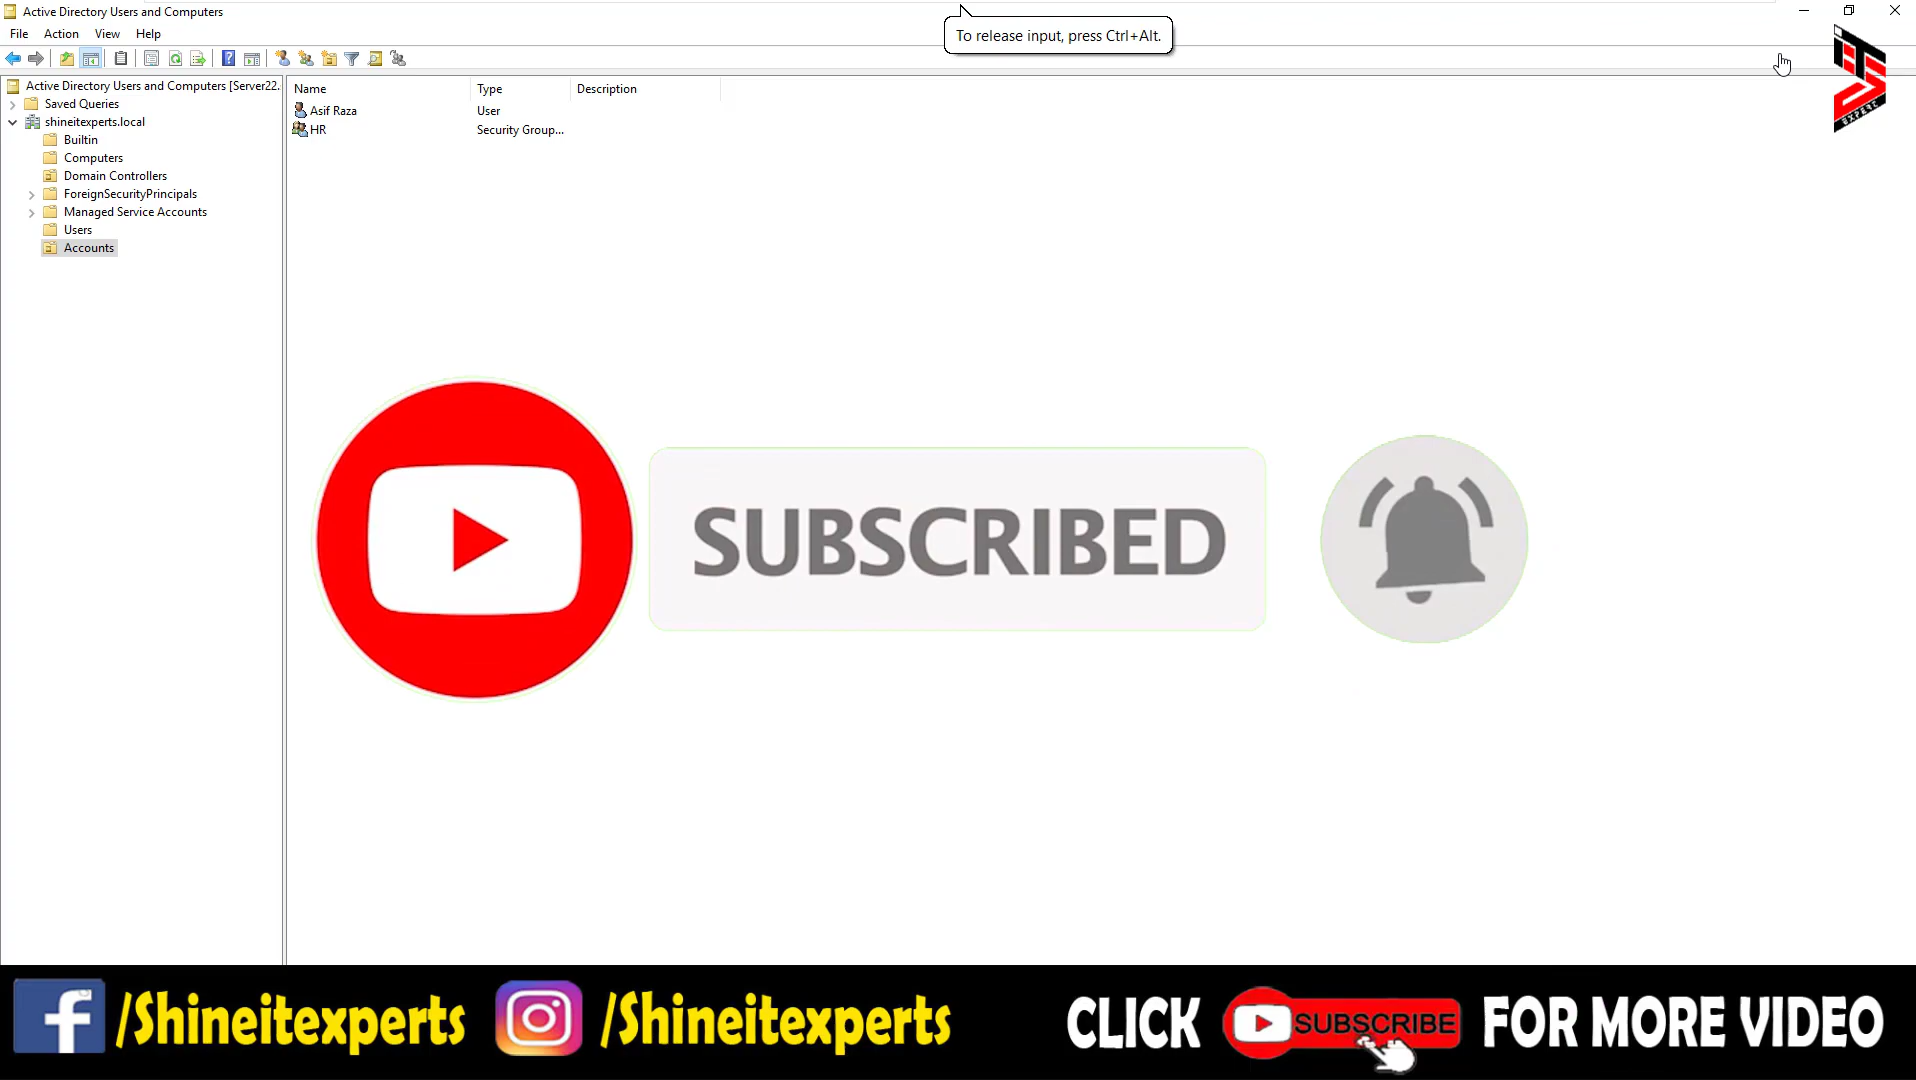 Active Directory Users and Computers
To release input, press Ctrl+Alt.
File Action View Help
Active Directory Users and Computers [Server22.
Saved Queries
shineitexperts.local
Builtin
Computers
Domain Controllers
ForeignSecurityPrincipals
Managed Service Accounts
Users
Accounts
Name Type Description
Asif Raza User
HR Security Group...
SUBSCRIBED
/Shineitexperts /Shineitexperts CLICK SUBSCRIBE FOR MORE VIDEO